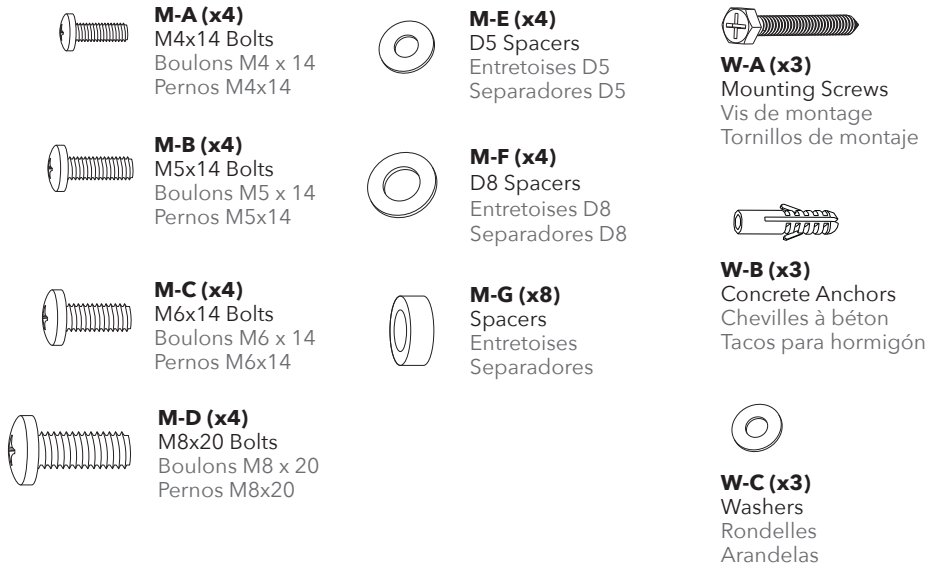 M-A (x4)
M4x14 Bolts
Boulons M4 x 14
Pernos M4x14
M-B (x4)
M5x14 Bolts
Boulons M5 x 14
Pernos M5x14
M-C (x4)
M6x14 Bolts
Boulons M6 x 14
Pernos M6x14
M-D (x4)
M8x20 Bolts
Boulons M8 x 20
Pernos M8x20
M-E (x4)
D5 Spacers
Entretoises D5
Separadores D5
M-F (x4)
D8 Spacers
Entretoises D8
Separadores D8
M-G (x8)
Spacers
Entretoises
Separadores
W-A (x3)
Mounting Screws
Vis de montage
Tornillos de montaje
W-B (x3)
Concrete Anchors
Chevilles à béton
Tacos para hormigón
W-C (x3)
Washers
Rondelles
Arandelas